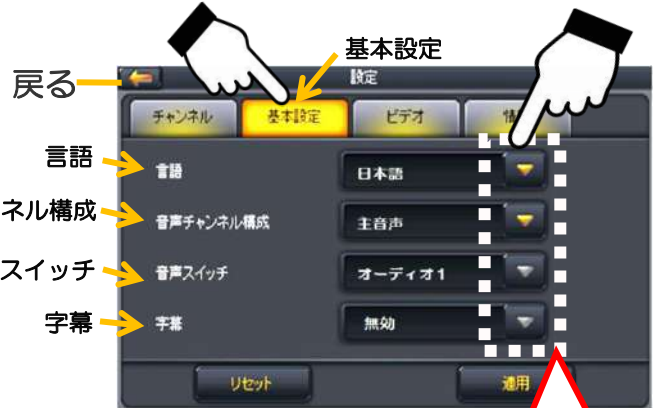 基本設定
戻る
設定
チャンネル
基本設定
ビデオ
情
言語
言語
日本語
ネル構成
音声チャンネル構成
主音声
スイッチ
音声スイッチ
オーディオ1
字幕
字幕
無効
リセット
適用